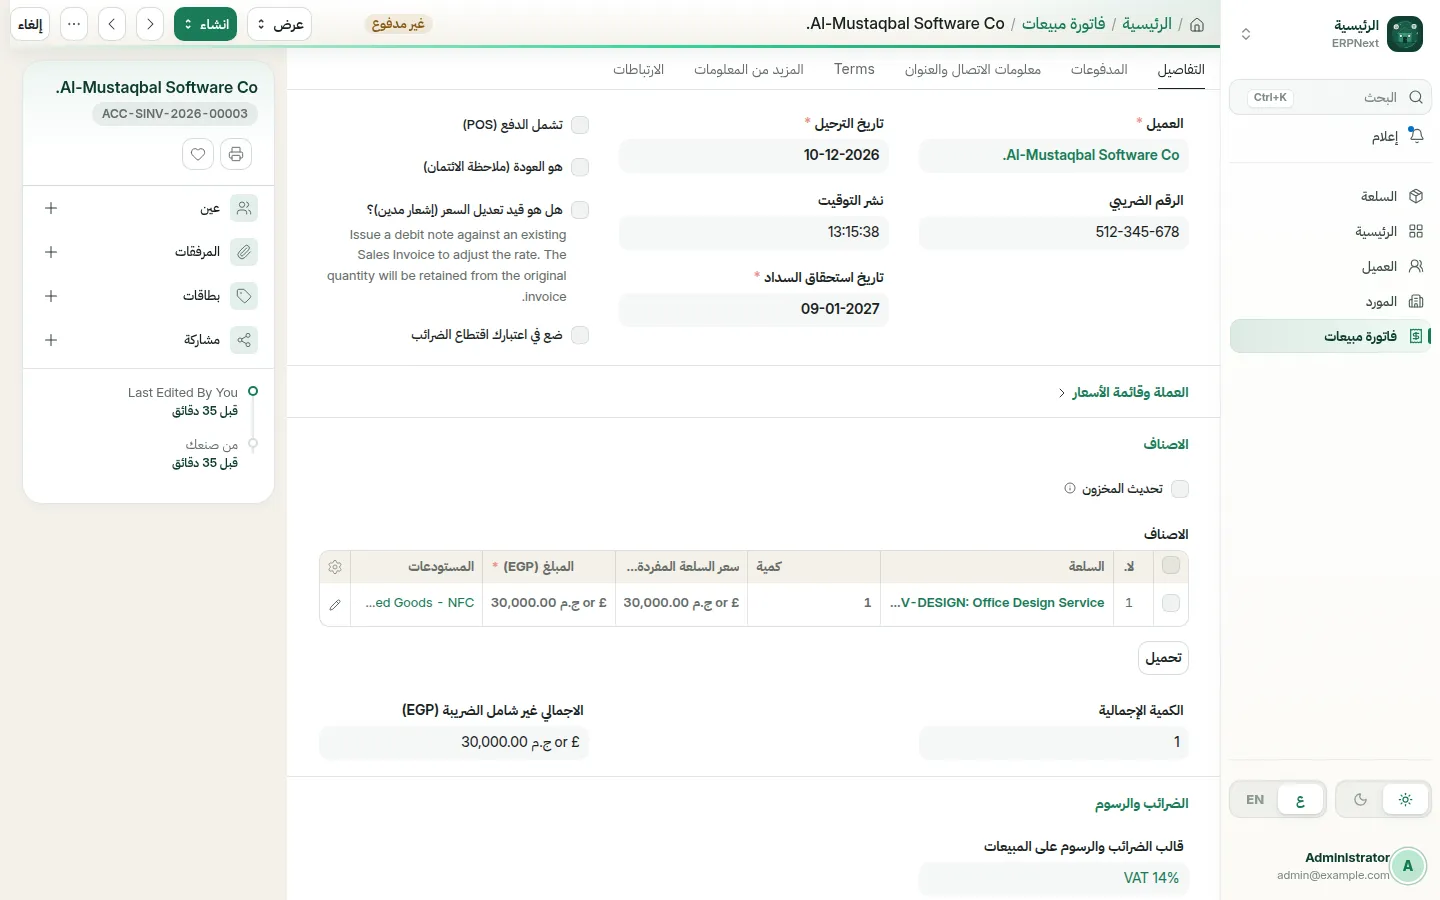 الرئيسية
ERPNext
البحث
Ctrl+K
إعلام
السلعة
الرئيسية
العميل
المورد
فاتورة مبيعات
ع
EN
Administrator
admin@example.com
A
الرئيسية / فاتورة مبيعات / Al-Mustaqbal Software Co.
غير مدفوع
عرض
انشاء
إلغاء
التفاصيل
المدفوعات
معلومات الاتصال والعنوان
Terms
المزيد من المعلومات
الارتباطات
العميل *
Al-Mustaqbal Software Co.
الرقم الضريبي
512-345-678
تاريخ الترحيل *
10-12-2026
نشر التوقيت
13:15:38
تاريخ استحقاق السداد *
09-01-2027
تشمل الدفع (POS)
هو العودة (ملاحظة الائتمان)
هل هو قيد تعديل السعر (إشعار مدين)؟
Issue a debit note against an existing
Sales Invoice to adjust the rate. The
quantity will be retained from the original
invoice.
ضع في اعتبارك اقتطاع الضرائب
العملة وقائمة الأسعار
الاصناف
تحديث المخزون
الاصناف
لا.
السلعة
كمية
سعر السلعة المفردة...
المبلغ (EGP) *
المستودعات
1
V-DESIGN: Office Design Service...
1
£ or ج.م 30,000.00
£ or ج.م 30,000.00
ed Goods - NFC...
تحميل
الكمية الإجمالية
1
الاجمالي غير شامل الضريبة (EGP)
£ or ج.م 30,000.00
الضرائب والرسوم
قالب الضرائب والرسوم على المبيعات
VAT 14%
Al-Mustaqbal Software Co.
ACC-SINV-2026-00003
عين
المرفقات
بطاقات
مشاركة
Last Edited By You
قبل 35 دقائق
من صنعك
قبل 35 دقائق